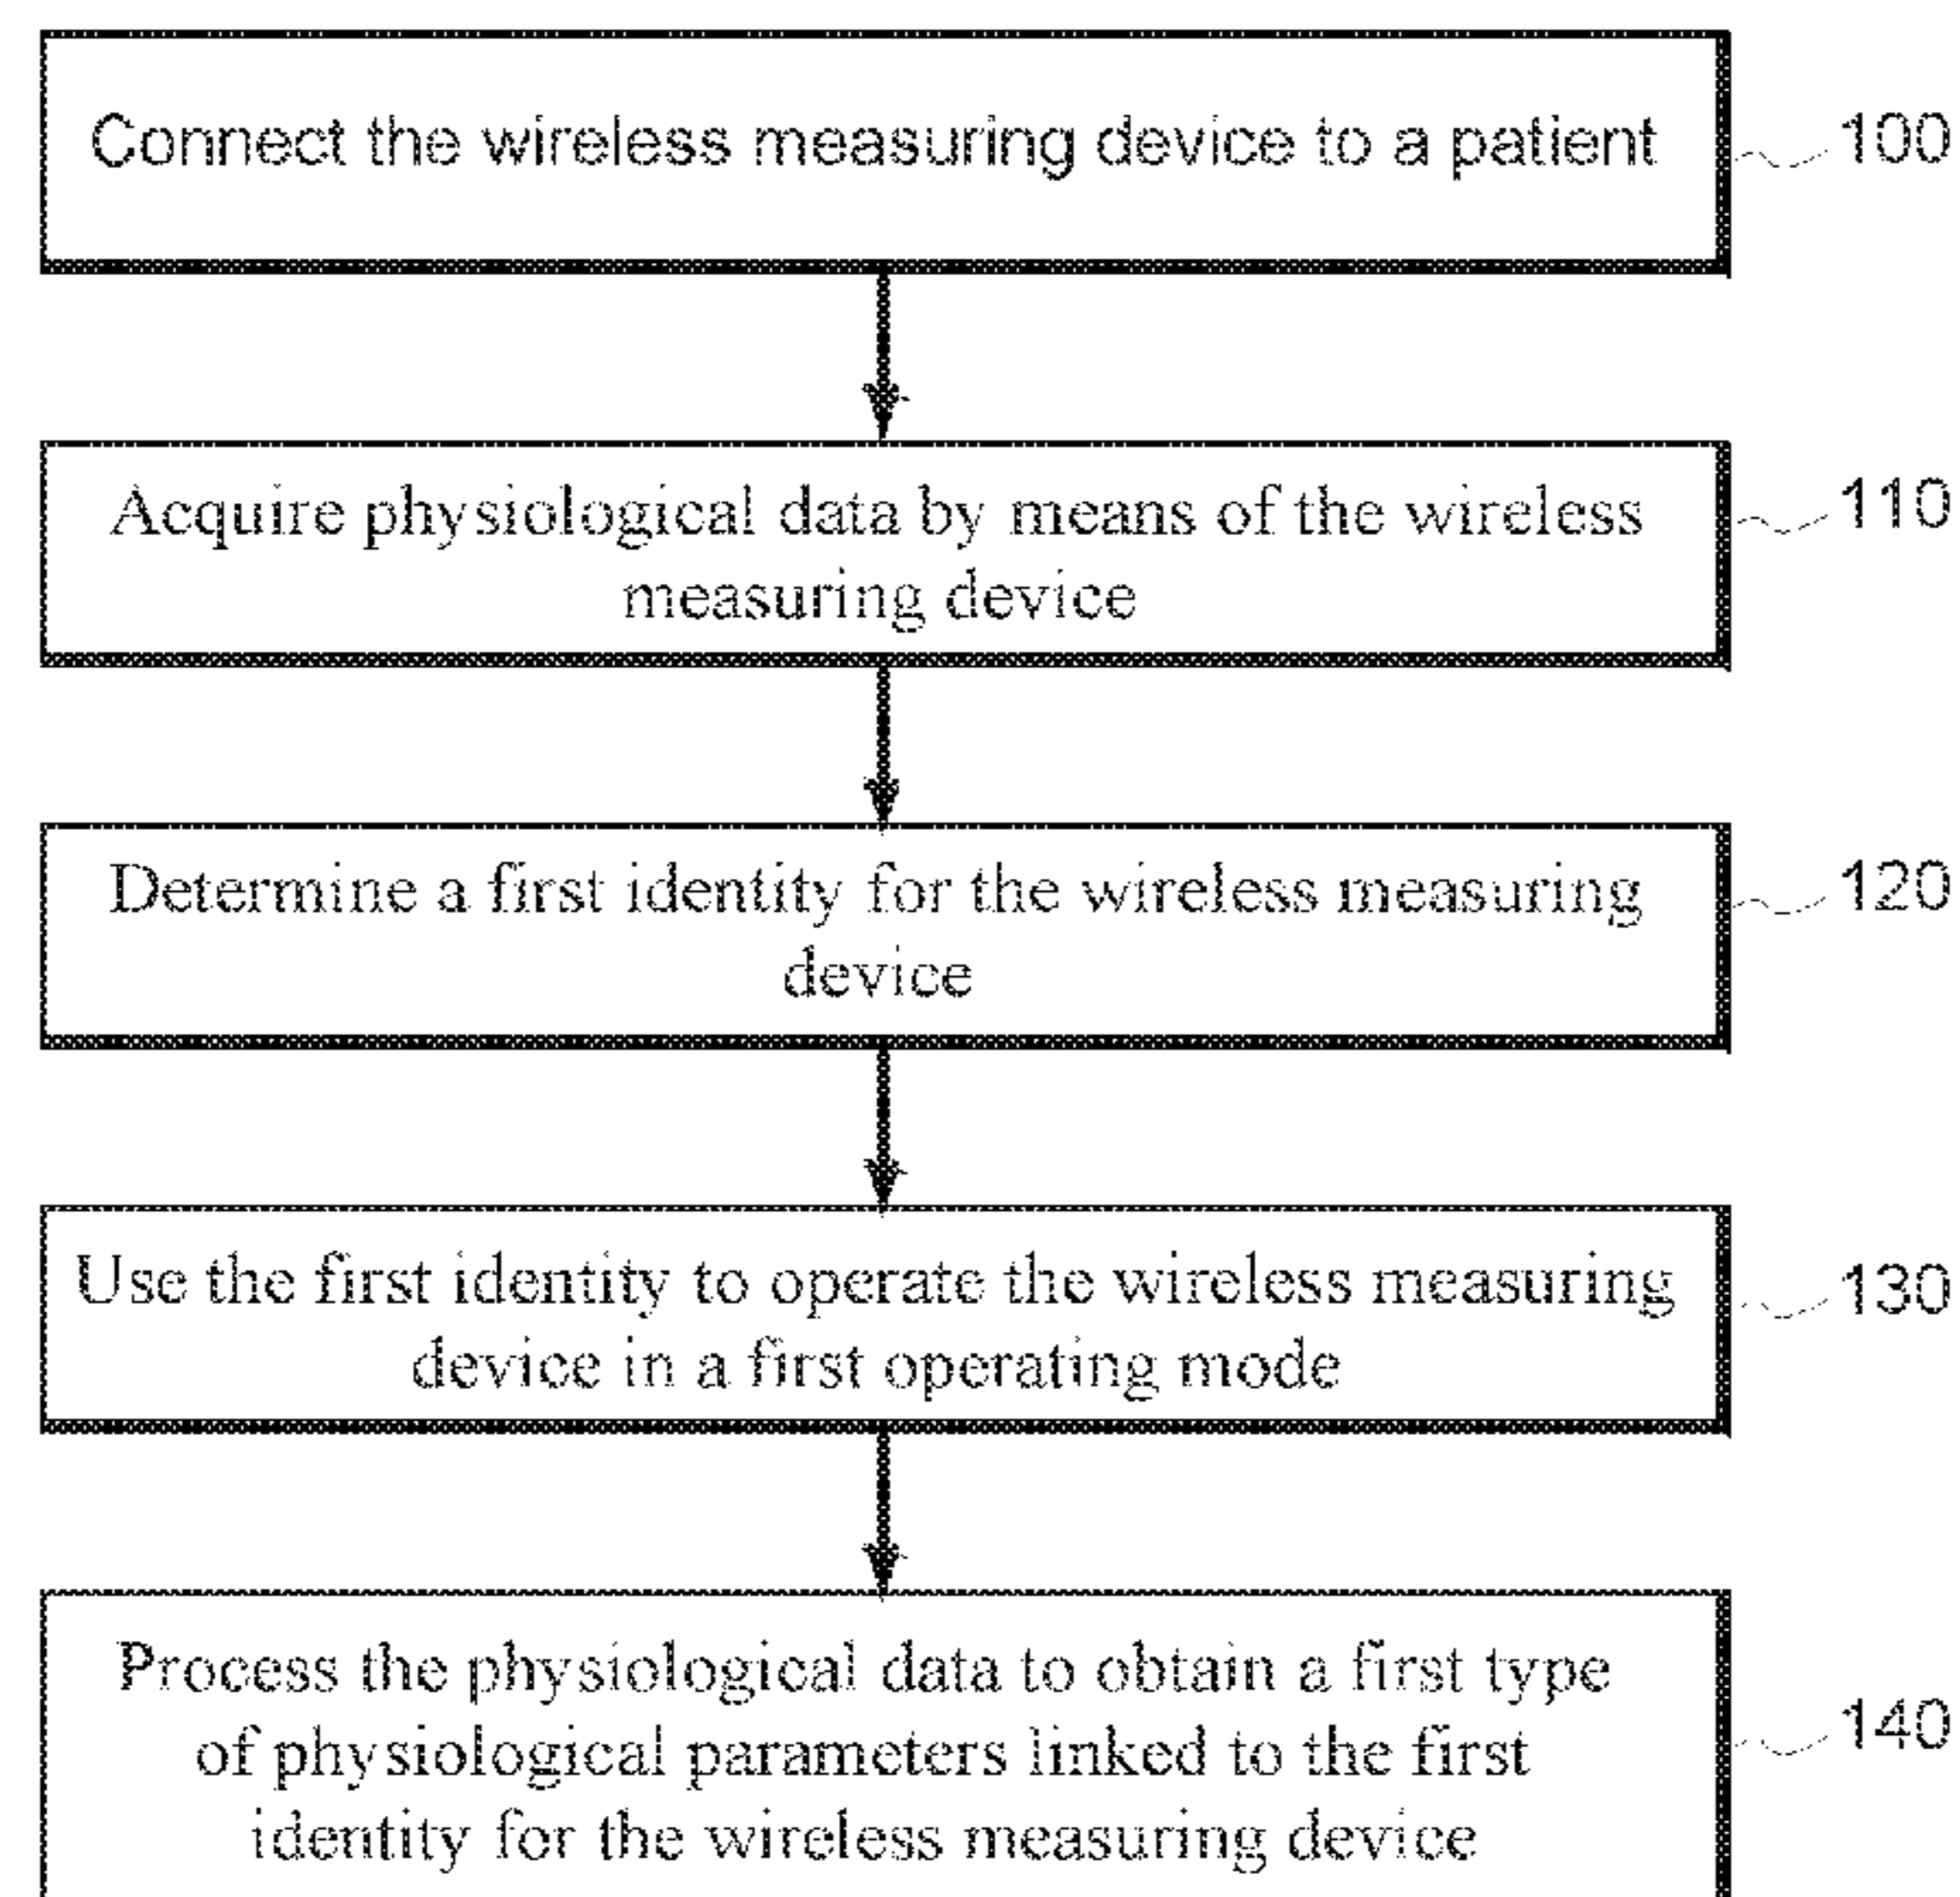 Connect the wireless measuring device to a patient
100
Acquire physiological data by means of the wireless
measuring device
110
Determine a first identity for the wireless measuring
device
120
Use the first identity to operate the wireless measuring
device in a first operating mode
130
Process the physiological data to obtain a first type
of physiological parameters linked to the first
identity for the wireless measuring device
140